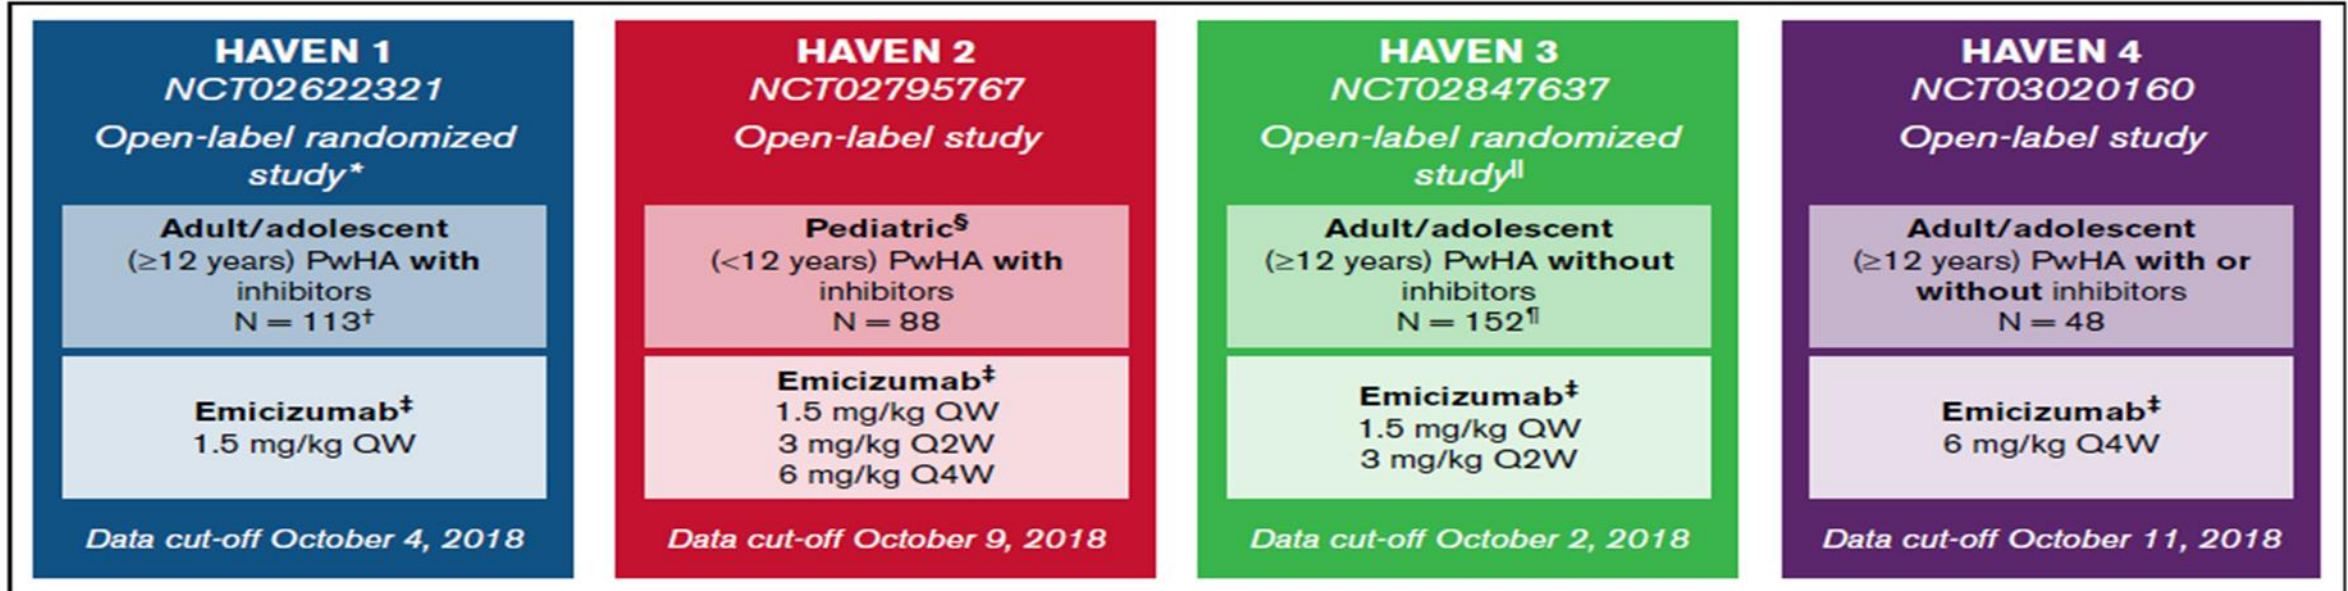 HAVEN 1
NCT02622321
Open-label randomized
study*
Adult/adolescent
(≥12 years) PwHA with
inhibitors
N = 113†
Emicizumab‡
1.5 mg/kg QW
Data cut-off October 4, 2018
HAVEN 2
NCT02795767
Open-label study
Pediatric§
(<12 years) PwHA with
inhibitors
N = 88
Emicizumab‡
1.5 mg/kg QW
3 mg/kg Q2W
6 mg/kg Q4W
Data cut-off October 9, 2018
HAVEN 3
NCT02847637
Open-label randomized
study||
Adult/adolescent
(≥12 years) PwHA without
inhibitors
N = 152¶
Emicizumab‡
1.5 mg/kg QW
3 mg/kg Q2W
Data cut-off October 2, 2018
HAVEN 4
NCT03020160
Open-label study
Adult/adolescent
(≥12 years) PwHA with or
without inhibitors
N = 48
Emicizumab‡
6 mg/kg Q4W
Data cut-off October 11, 2018